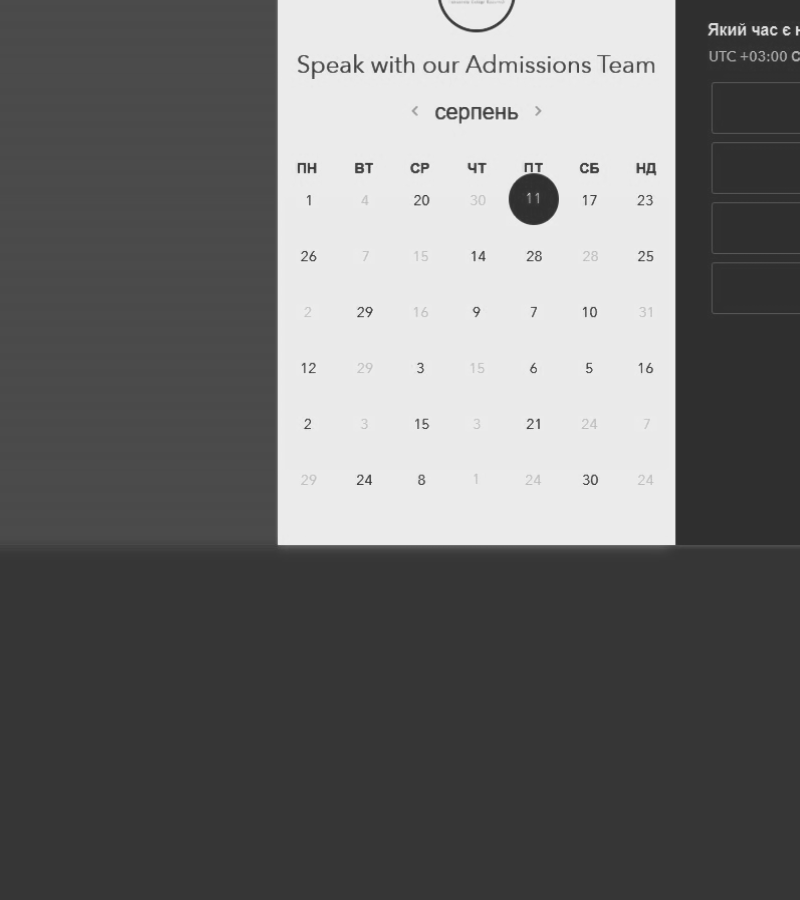 Speak with our Admissions Team
серпень
ПН ВТ СР ЧТ ПТ СБ НД
1 4 20 30 11 17 23
26 7 15 14 28 28 25
2 29 16 9 7 10 31
12 29 3 15 6 5 16
2 3 15 3 21 24 7
29 24 8 1 24 30 24
Який час є
UTC +03:00